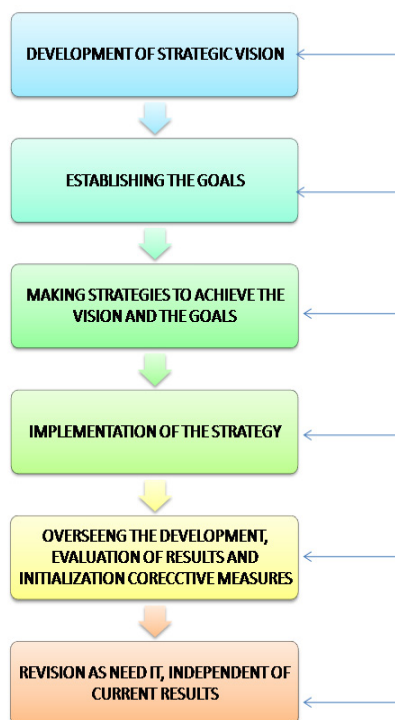 DEVELOPMENT OF STRATEGIC VISION
ESTABLISHING THE GOALS
MAKING STRATEGIES TO ACHIEVE THE
VISION AND THE GOALS
IMPLEMENTATION OF THE STRATEGY
OVERSEENG THE DEVELOPMENT,
EVALUATION OF RESULTS AND
INITIALIZATION CORECCTIVE MEASURES
REVISION AS NEED IT, INDEPENDENT OF
CURRENT RESULTS